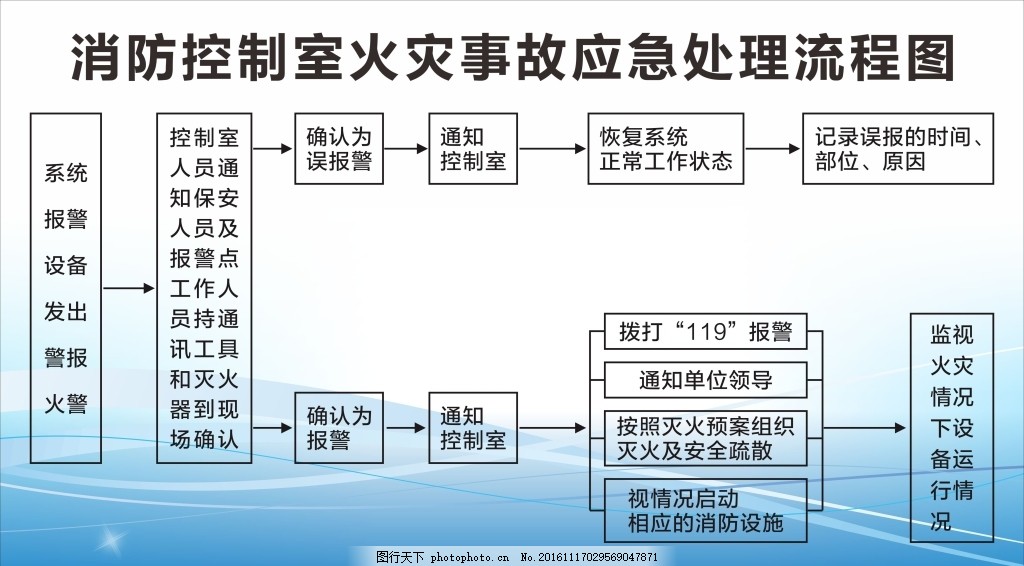 消防控制室火灾事故应急处理流程图
系统
报警
设备
发出
警报
火警
控制室
人员通
知保安
人员及
报警点
工作人
员持通
讯工具
和灭火
器到现
场确认
确认为
误报警
通知
控制室
恢复系统
正常工作状态
记录误报的时间、
部位、原因
确认为
报警
通知
控制室
拨打“119”报警
通知单位领导
按照灭火预案组织
灭火及安全疏散
视情况启动
相应的消防设施
监视
火灾
情况
下设
备运
行情
况
图行天下 photophoto.cn No.20161117029569047871